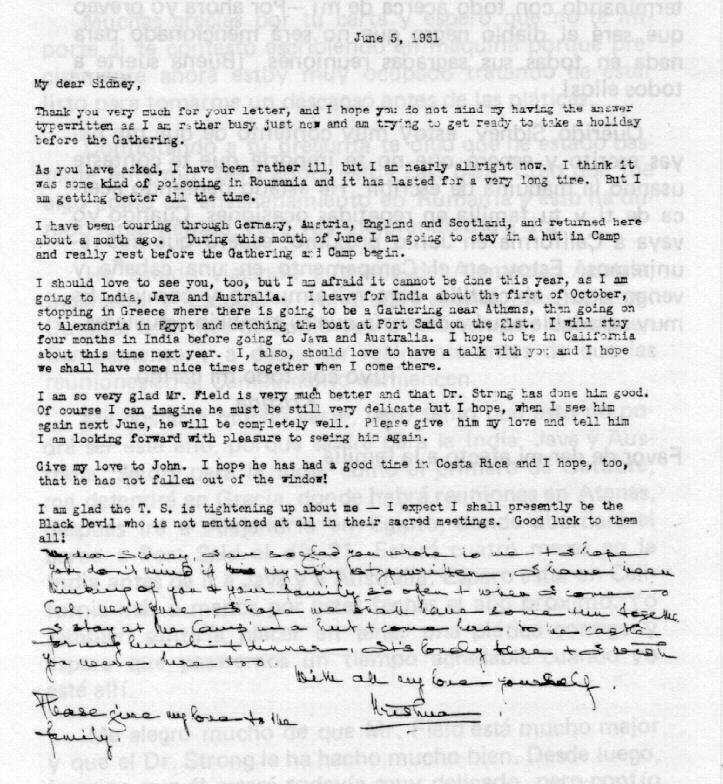 June 5, 1931
My dear Sidney,
Thank you very much for your letter, and I hope you do not mind my having the answer
typewritten as I am rather busy just now and am trying to get ready to take a holiday
before the Gathering.
As you have asked, I have been rather ill, but I am nearly allright now. I think it
was some kind of poisoning in Roumania and it has lasted for a very long time. But I
am getting better all the time.
I have been touring through Germany, Austria, England and Scotland, and returned here
about a month ago. During this month of June I am going to stay in a hut in Camp
and really rest before the Gathering and Camp begin.
I should love to see you, too, but I am afraid it cannot be done this year, as I am
going to India, Java and Australia. I leave for India about the first of October,
stopping in Greece where there is going to be a Gathering near Athens, then going on
to Alexandria in Egypt and catching the boat at Port Said on the 21st. I will stay
four months in India before going to Java and Australia. I hope to be in California
about this time next year. I, also, should love to have a talk with you and I hope
we shall have some nice times together when I come there.
I am so very glad Mr. Field is very much better and that Dr. Strong has done him good.
Of course I can imagine he must be still very delicate but I hope, when I see him
again next June, he will be completely well. Please give him my love and tell him
I am looking forward with pleasure to seeing him again.
Give my love to John. I hope he has had a good time in Costa Rica and I hope, too,
that he has not fallen out of the window!
I am glad the T. S. is tightening up about me — I expect I shall presently be the
Black Devil who is not mentioned at all in their sacred meetings. Good luck to them
all!
My dear Sidney, I am so glad you wrote to me & I hope
you don't mind if typewriter. I have been
thinking of you & your family so often & when I come to
California next June we must all have together.
I stay at the Camp in a hut & come here to the castle
for my lunch & dinner. It's lovely here &
With all my love yourself.
Please give my love to the
family.
Krishna